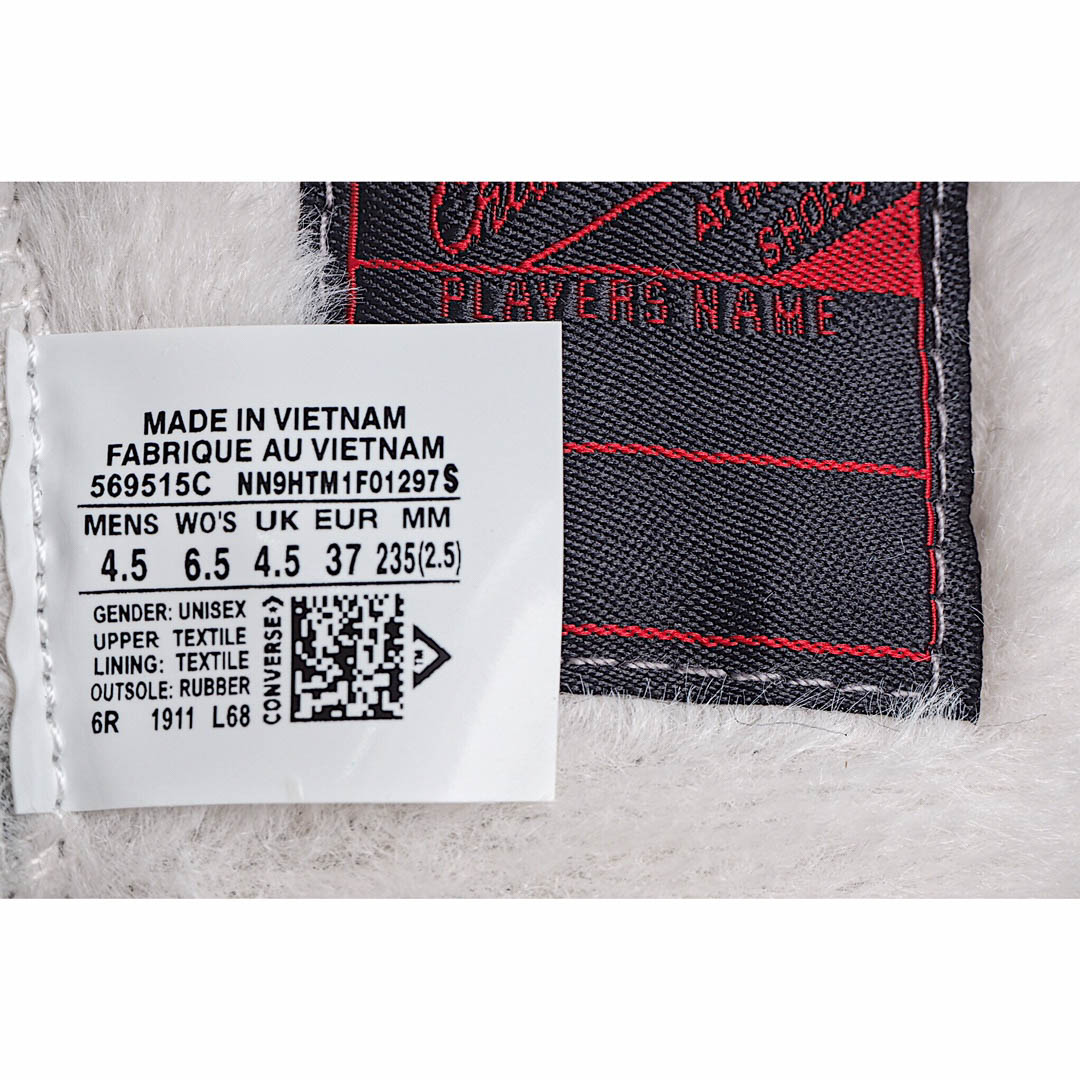 ATH
SHOES
PLAYERS NAME
MADE IN VIETNAM
FABRIQUE AU VIETNAM
569515C NN9HTM1F01297S
MENS WO'S UK EUR MM
4.5 6.5 4.5 37 235(2.5)
GENDER: UNISEX
UPPER TEXTILE
LINING: TEXTILE
OUTSOLE: RUBBER
6R 1911 L68
CONVERSE